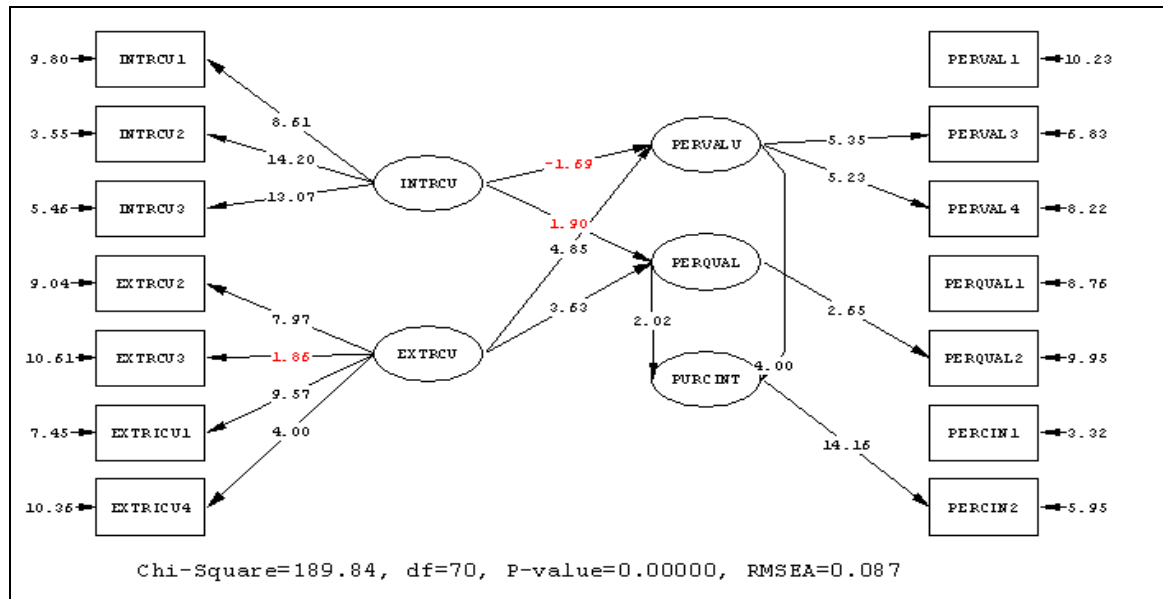 9.80 INTRCU1 PERVAL1 10.23
8.61
3.55 INTRCU2 PERVALU 5.35 PERVAL3 6.83
14.20 -1.69
5.46 INTRCU3 13.07 INTRCU 5.23 PERVAL4 8.22
1.90
4.85
9.04 EXTRCU2 PERQUAL PERQUAL1 8.76
7.97 3.63 2.02 2.65
10.61 EXTRCU3 1.86 EXTRCU 4.00 PERQUAL2 9.95
PURCINT
9.57
7.45 EXTRICU1 PERCIN1 3.32
4.00 14.16
10.36 EXTRICU4 PERCIN2 5.95
Chi-Square=189.84, df=70, P-value=0.00000, RMSEA=0.087